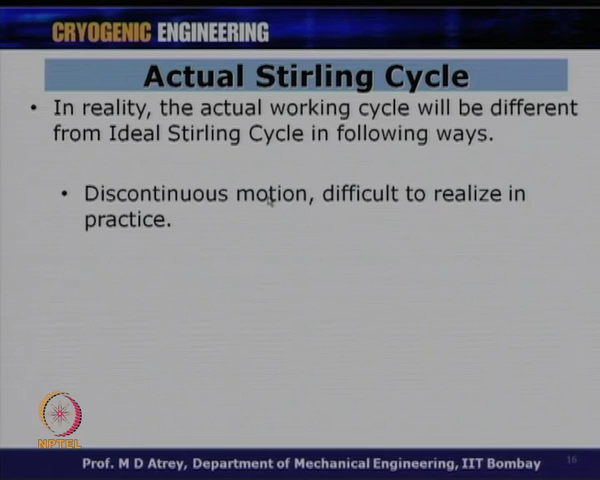 CRYOGENIC ENGINEERING
Actual Stirling Cycle
• In reality, the actual working cycle will be different
from Ideal Stirling Cycle in following ways.
• Discontinuous motion, difficult to realize in
practice.
NPTEL
Prof. M D Atrey, Department of Mechanical Engineering, IIT Bombay
16